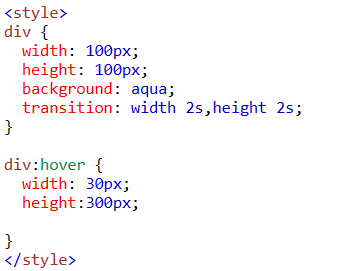 <style>
div {
  width: 100px;
  height: 100px;
  background: aqua;
  transition: width 2s,height 2s;
}

div:hover {
  width: 30px;
  height:300px;

}
</style>